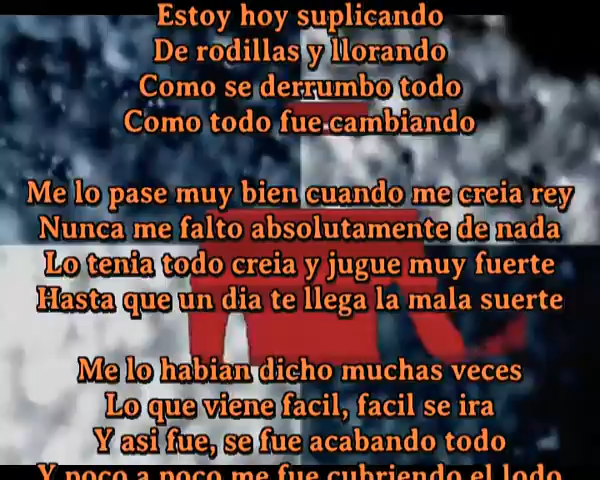 Estoy hoy suplicando
De rodillas y llorando
Como se derrumbo todo
Como todo fue cambiando
Me lo pase muy bien cuando me creia rey
Nunca me falto absolutamente de nada
Lo tenia todo creia y jugue muy fuerte
Hasta que un dia te llega la mala suerte
Me lo habian dicho muchas veces
Lo que viene facil, facil se ira
Y asi fue, se fue acabando todo
Y poco a poco me fue cubriendo el lodo